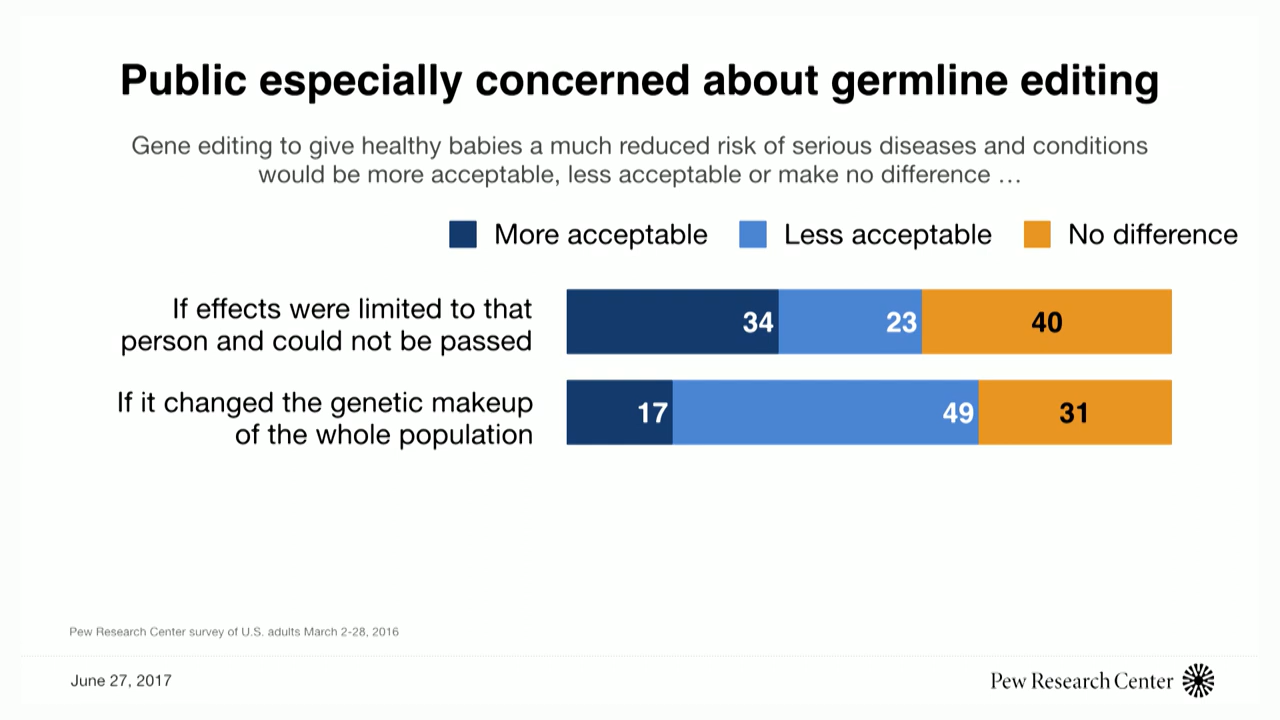 Public especially concerned about germline editing
Gene editing to give healthy babies a much reduced risk of serious diseases and conditions
would be more acceptable, less acceptable or make no difference …
More acceptable Less acceptable No difference
If effects were limited to that
person and could not be passed
34 23 40
If it changed the genetic makeup
of the whole population
17 49 31
Pew Research Center survey of U.S. adults March 2-28, 2016
June 27, 2017
Pew Research Center